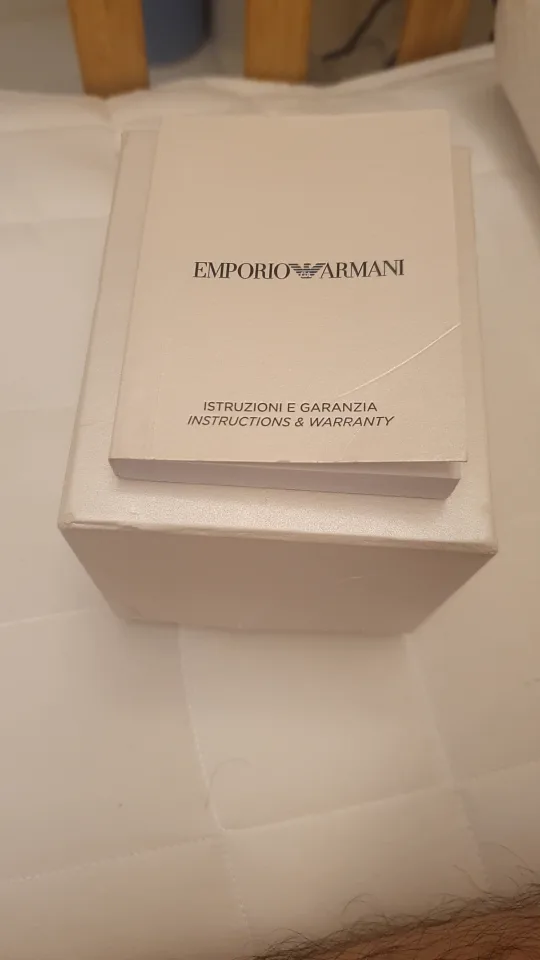 EMPORIO ARMANI
ISTRUZIONI E GARANZIA
INSTRUCTIONS & WARRANTY